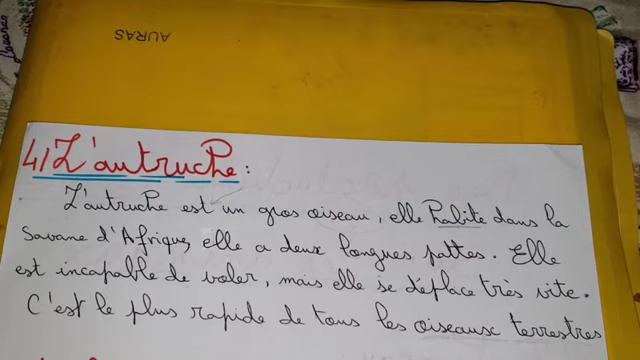 AURAS
4) L'autruche :
L'autruche est un gros oiseau, elle habite dans la
savane d'Afrique, elle a deux longues pattes. Elle
est incapable de voler, mais elle se déplace très vite.
C'est le plus rapide de tous les oiseaux terrestres